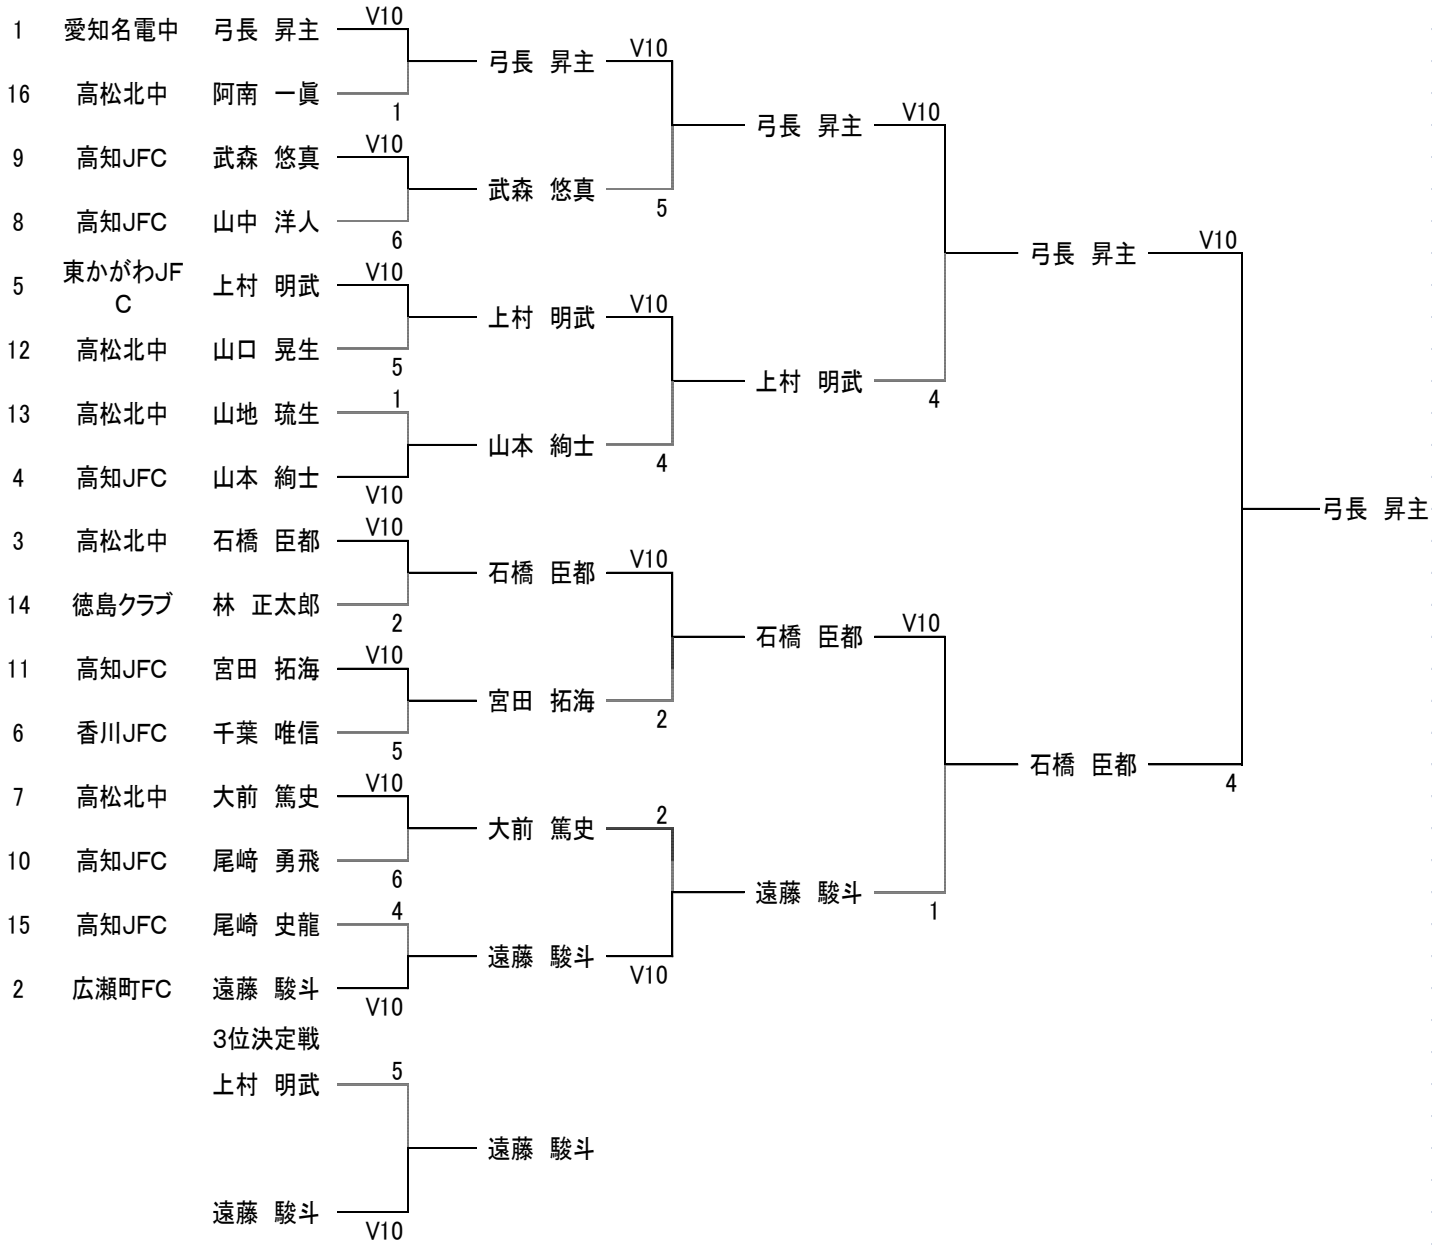 1 愛知名電中 弓長 昇主 V10
弓長 昇主 V10
16 高松北中 阿南 一眞 1
弓長 昇主 V10
9 高知JFC 武森 悠真 V10
武森 悠真 5
8 高知JFC 山中 洋人 6
弓長 昇主 V10
5 東かがわJF
C 上村 明武 V10
上村 明武 V10
12 高松北中 山口 晃生 5
上村 明武 4
13 高松北中 山地 琉生 1
山本 絢士 4
4 高知JFC 山本 絢士 V10
弓長 昇主
3 高松北中 石橋 臣都 V10
石橋 臣都 V10
14 徳島クラブ 林 正太郎 2
石橋 臣都 V10
11 高知JFC 宮田 拓海 V10
宮田 拓海 2
6 香川JFC 千葉 唯信 5
石橋 臣都 4
7 高松北中 大前 篤史 V10
大前 篤史 2
10 高知JFC 尾﨑 勇飛 6
遠藤 駿斗 1
15 高知JFC 尾崎 史龍 4
遠藤 駿斗 V10
2 広瀬町FC 遠藤 駿斗 V10
3位決定戦
上村 明武 5
遠藤 駿斗
遠藤 駿斗 V10